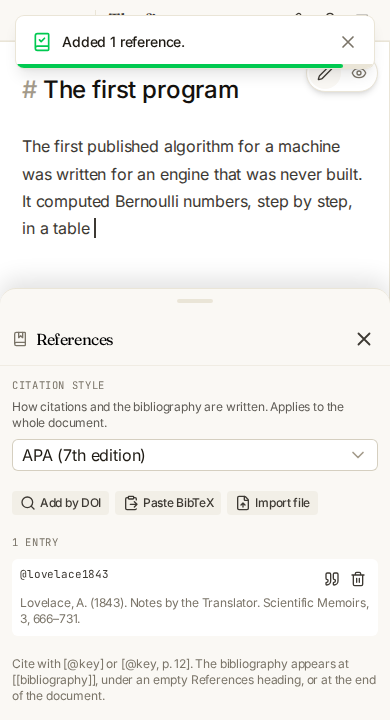 Added 1 reference.
# The first program
The first published algorithm for a machine
was written for an engine that was never built.
It computed Bernoulli numbers, step by step,
in a table
References
CITATION STYLE
How citations and the bibliography are written. Applies to the
whole document.
APA (7th edition)
Add by DOI
Paste BibTeX
Import file
1 ENTRY
@lovelace1843
Lovelace, A. (1843). Notes by the Translator. Scientific Memoirs,
3, 666–731.
Cite with [@key] or [@key, p. 12]. The bibliography appears at
[[bibliography]], under an empty References heading, or at the end
of the document.